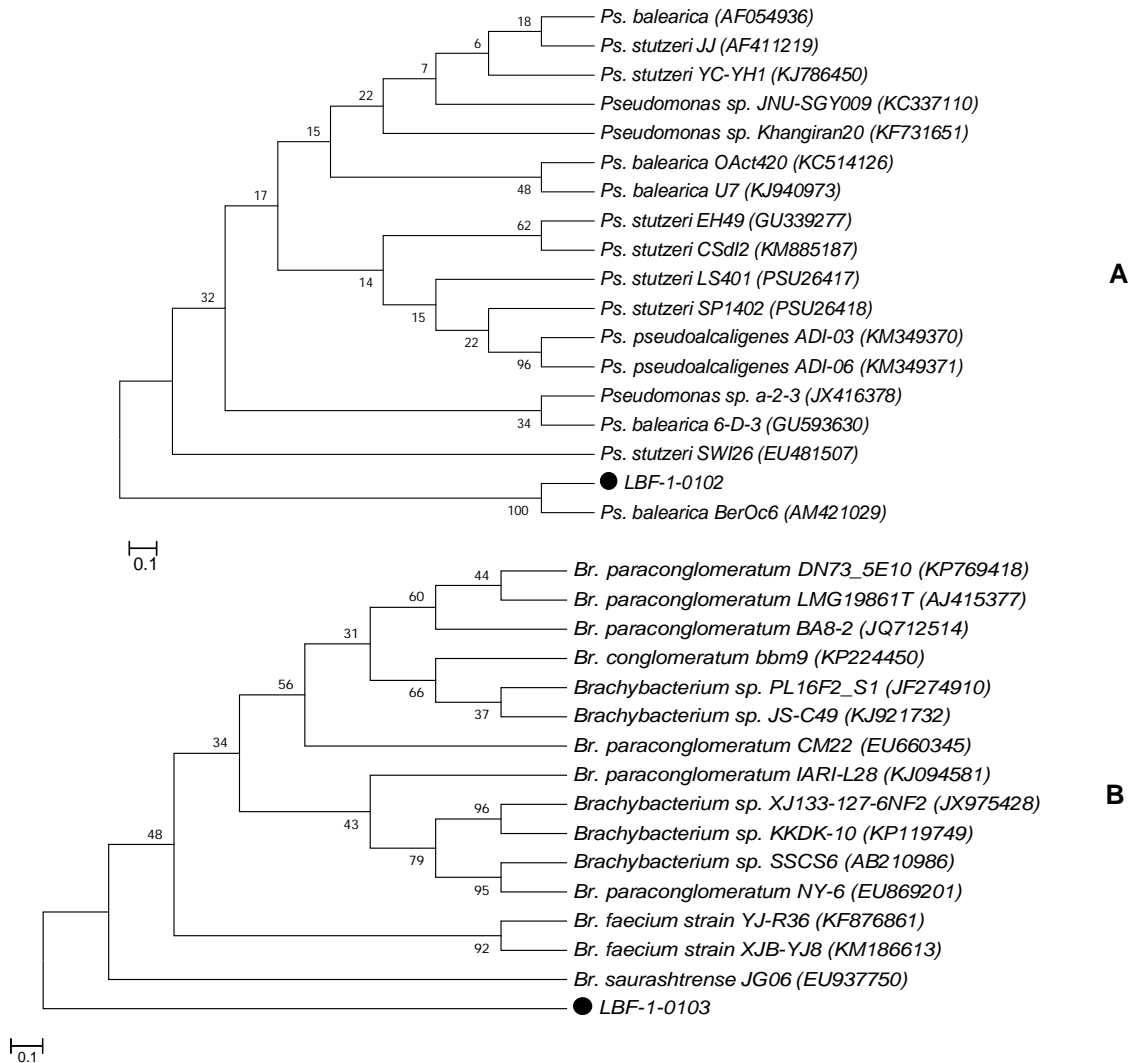 Ps. balearica (AF054936)
18
Ps. stutzeri JJ (AF411219)
6
Ps. stutzeri YC-YH1 (KJ786450)
7
Pseudomonas sp. JNU-SGY009 (KC337110)
22
Pseudomonas sp. Khangiran20 (KF731651)
15
Ps. balearica OAct420 (KC514126)
48
Ps. balearica U7 (KJ940973)
17
Ps. stutzeri EH49 (GU339277)
62
Ps. stutzeri CSdl2 (KM885187)
14
Ps. stutzeri LS401 (PSU26417)
A
32
15
Ps. stutzeri SP1402 (PSU26418)
22
Ps. pseudoalcaligenes ADI-03 (KM349370)
96
Ps. pseudoalcaligenes ADI-06 (KM349371)
Pseudomonas sp. a-2-3 (JX416378)
34
Ps. balearica 6-D-3 (GU593630)
Ps. stutzeri SWI26 (EU481507)
LBF-1-0102
100
Ps. balearica BerOc6 (AM421029)
0.1
Br. paraconglomeratum DN73_5E10 (KP769418)
44
Br. paraconglomeratum LMG19861T (AJ415377)
60
Br. paraconglomeratum BA8-2 (JQ712514)
31
Br. conglomeratum bbm9 (KP224450)
66
Brachybacterium sp. PL16F2_S1 (JF274910)
56
37
Brachybacterium sp. JS-C49 (KJ921732)
34
Br. paraconglomeratum CM22 (EU660345)
Br. paraconglomeratum IARI-L28 (KJ094581)
B
43
96
Brachybacterium sp. XJ133-127-6NF2 (JX975428)
Brachybacterium sp. KKDK-10 (KP119749)
48
79
Brachybacterium sp. SSCS6 (AB210986)
95
Br. paraconglomeratum NY-6 (EU869201)
Br. faecium strain YJ-R36 (KF876861)
92
Br. faecium strain XJB-YJ8 (KM186613)
Br. saurashtrense JG06 (EU937750)
LBF-1-0103
0.1